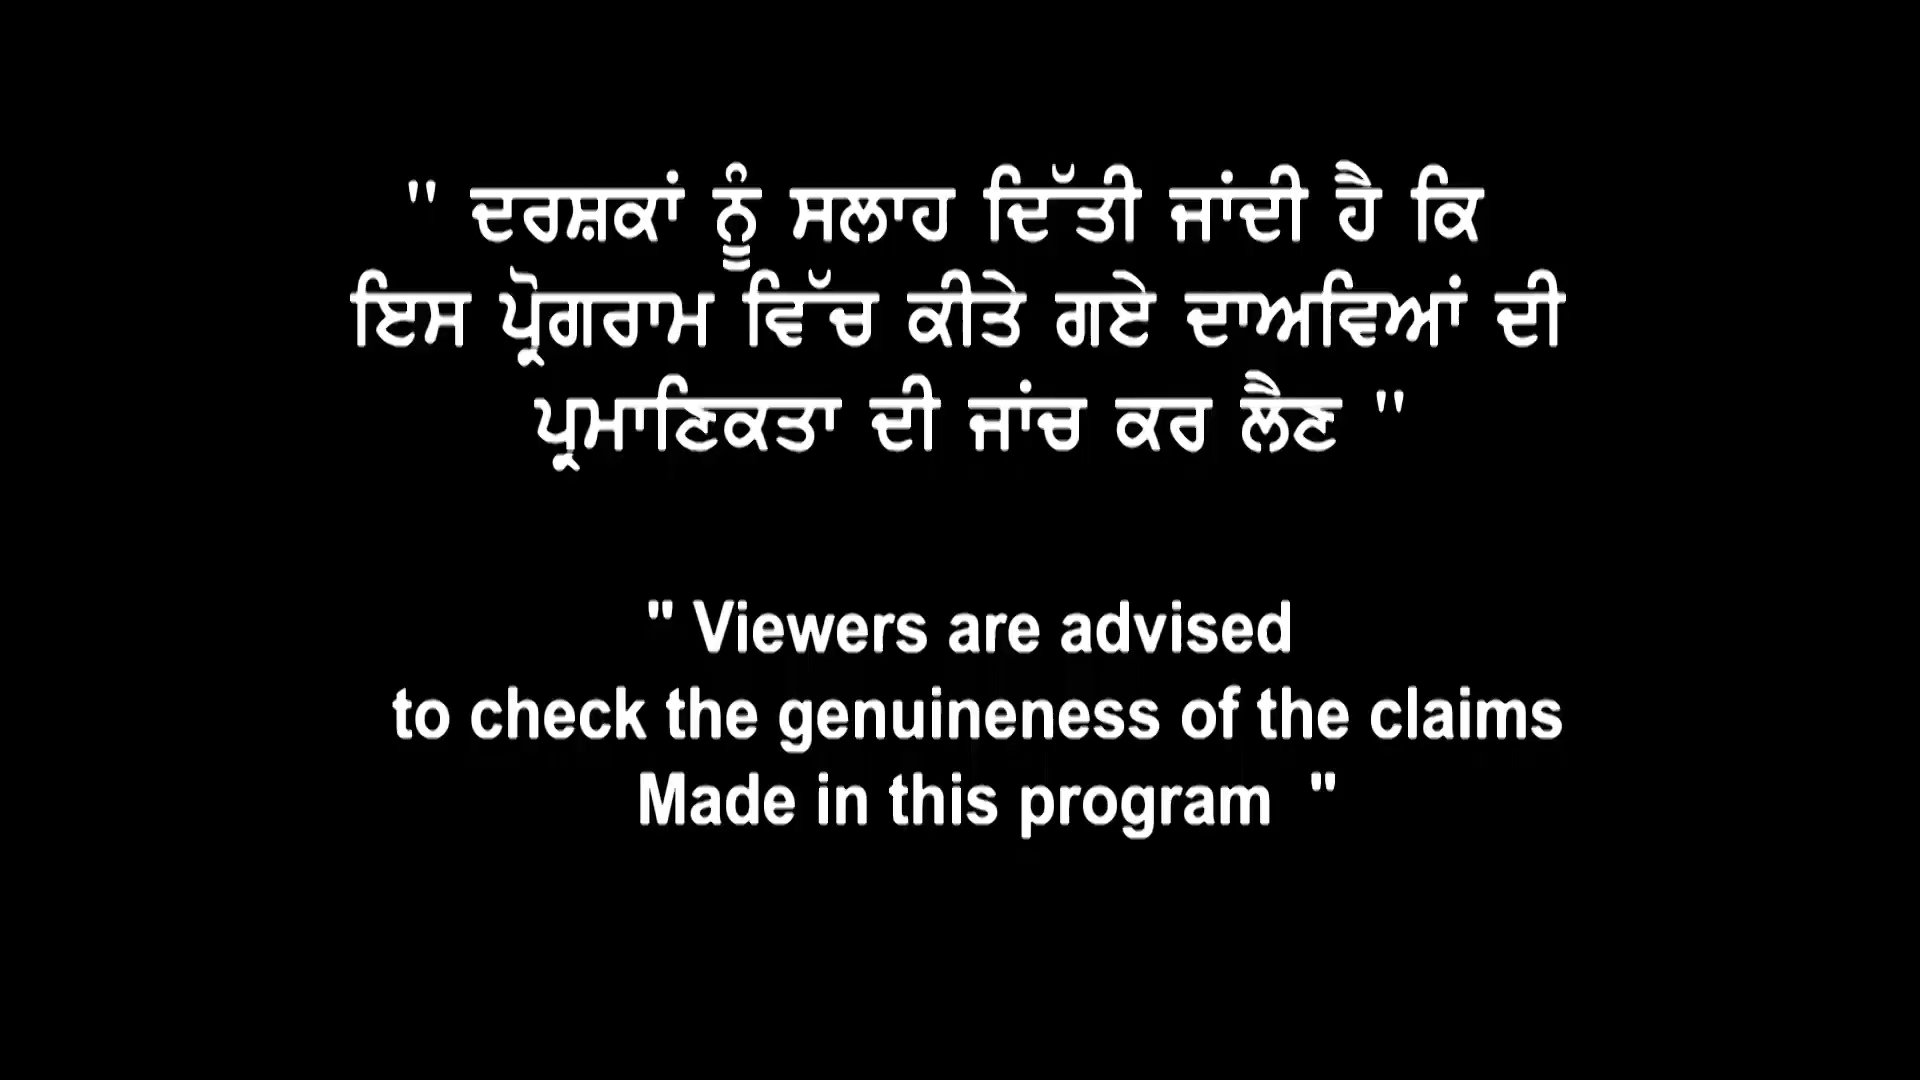 " ਦਰਸ਼ਕਾਂ ਨੂੰ ਸਲਾਹ ਦਿੱਤੀ ਜਾਂਦੀ ਹੈ ਕਿ
ਇਸ ਪ੍ਰੋਗਰਾਮ ਵਿੱਚ ਕੀਤੇ ਗਏ ਦਾਅਵਿਆਂ ਦੀ
ਪ੍ਰਮਾਣਿਕਤਾ ਦੀ ਜਾਂਚ ਕਰ ਲੈਣ "
" Viewers are advised
to check the genuineness of the claims
Made in this program "